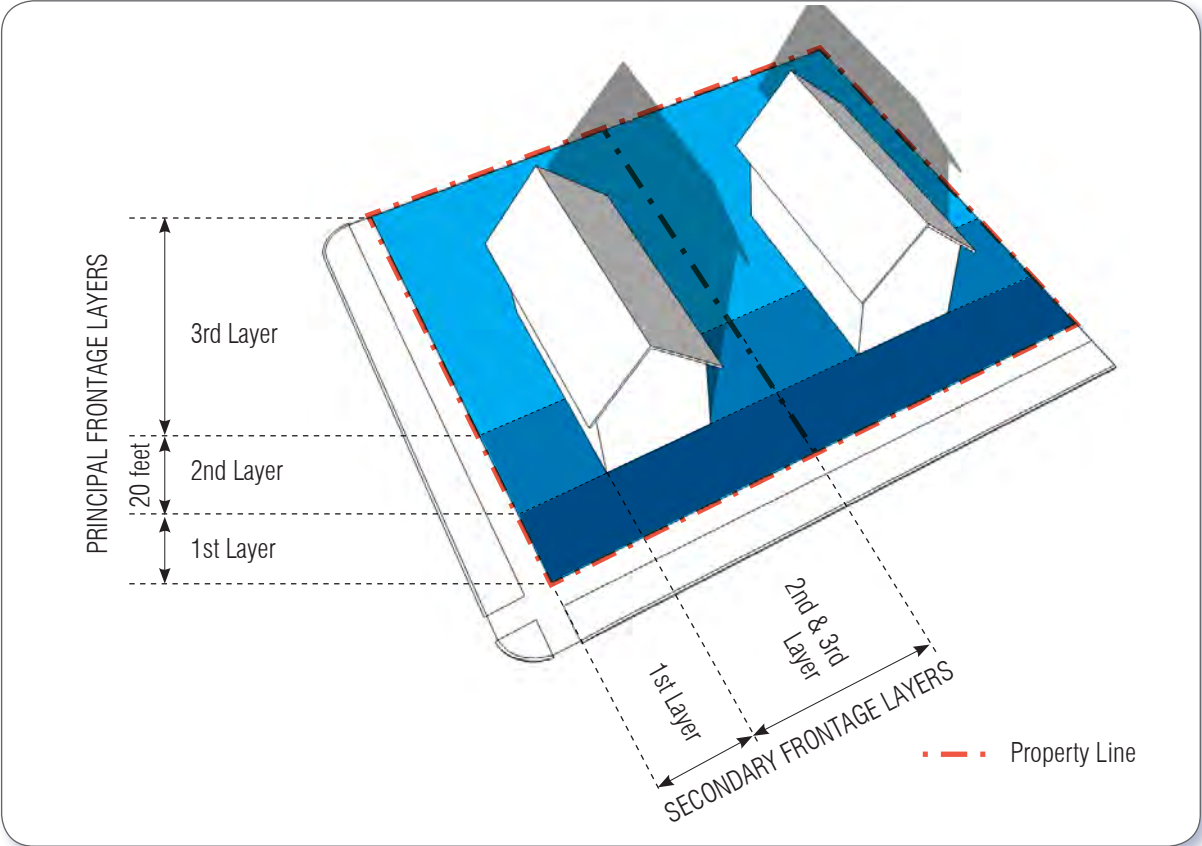 PRINCIPAL FRONTAGE LAYERS
3rd Layer
20 feet
2nd Layer
1st Layer
1st Layer
2nd & 3rd
Layer
SECONDARY FRONTAGE LAYERS
Property Line